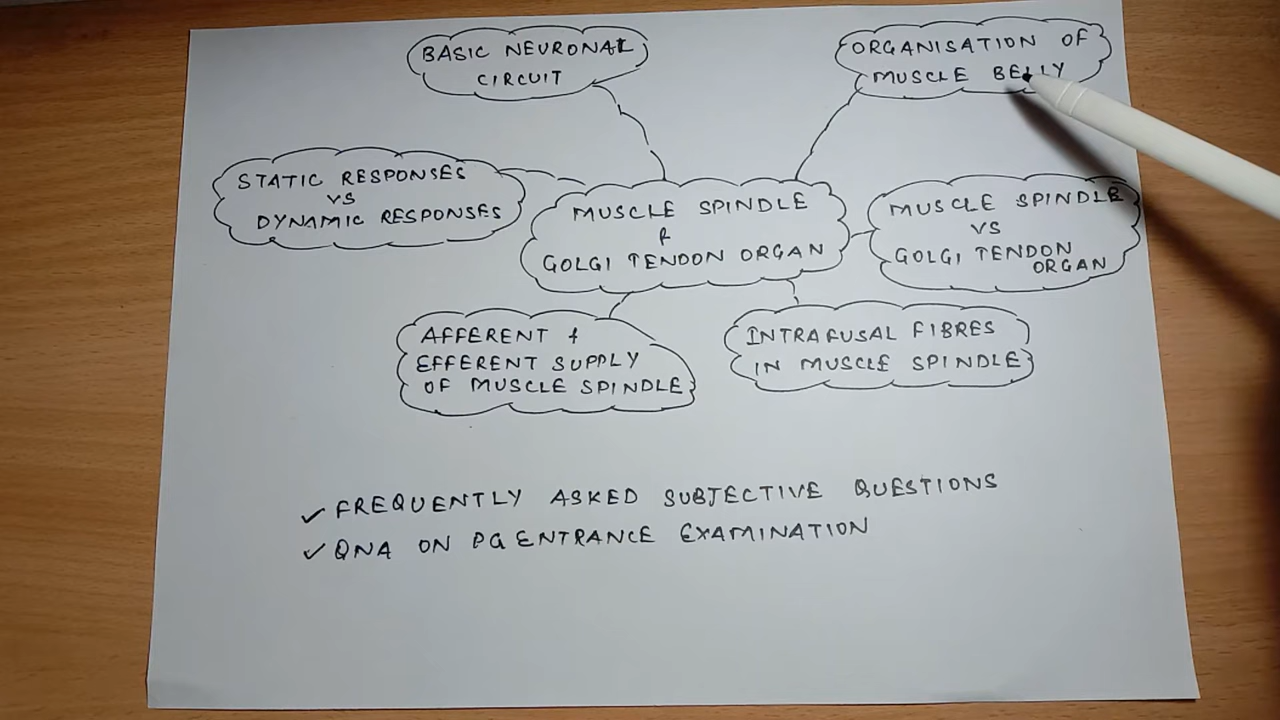 BASIC NEURONAL
CIRCUIT
ORGANISATION OF
MUSCLE BELLY
STATIC RESPONSES
VS
DYNAMIC RESPONSES
MUSCLE SPINDLE
&
GOLGI TENDON ORGAN
MUSCLE SPINDLE
VS
GOLGI TENDON
ORGAN
AFFERENT &
EFFERENT SUPPLY
OF MUSCLE SPINDLE
INTRAFUSAL FIBRES
IN MUSCLE SPINDLE
✓ FREQUENTLY ASKED SUBJECTIVE QUESTIONS
✓ QNA ON PG ENTRANCE EXAMINATION